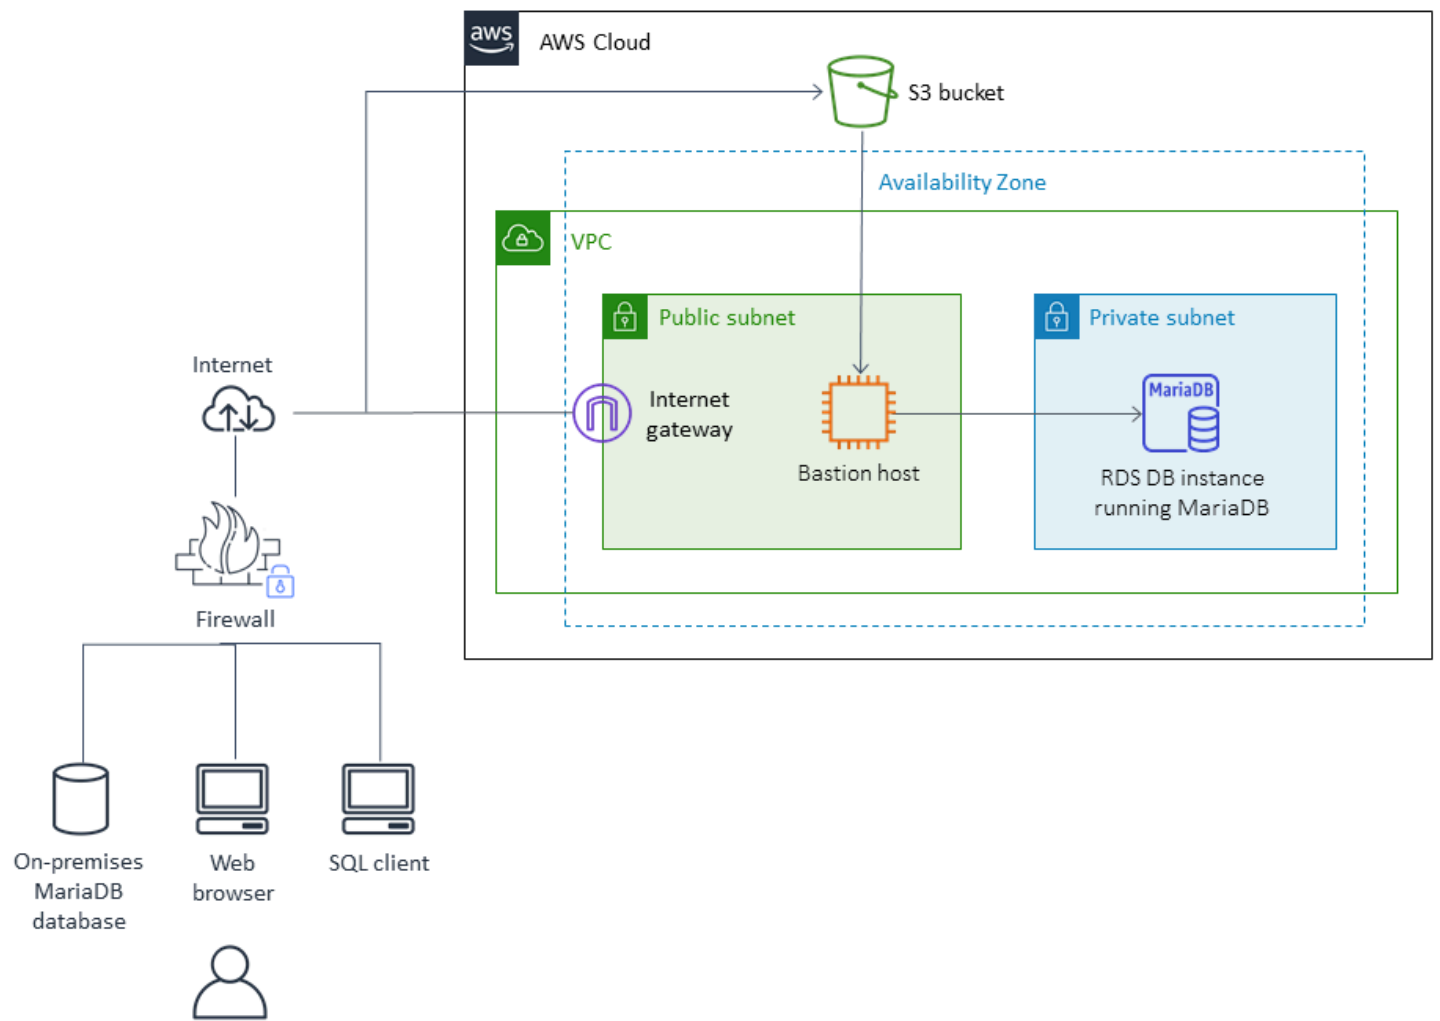 aws
AWS Cloud
S3 bucket
Availability Zone
VPC
Public subnet
Private subnet
Internet
Internet
gateway
MariaDB
Bastion host
RDS DB instance
running MariaDB
Firewall
On-premises
MariaDB
database
Web
browser
SQL client